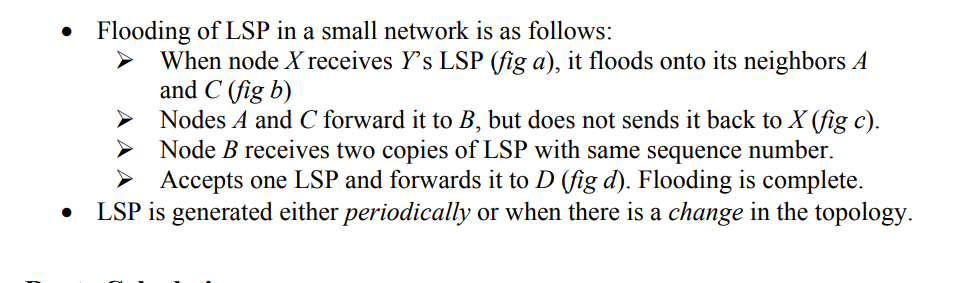 • Flooding of LSP in a small network is as follows:
➢ When node X receives Y's LSP (fig a), it floods onto its neighbors A
and C (fig b)
➢ Nodes A and C forward it to B, but does not sends it back to X (fig c).
➢ Node B receives two copies of LSP with same sequence number.
➢ Accepts one LSP and forwards it to D (fig d). Flooding is complete.
• LSP is generated either periodically or when there is a change in the topology.